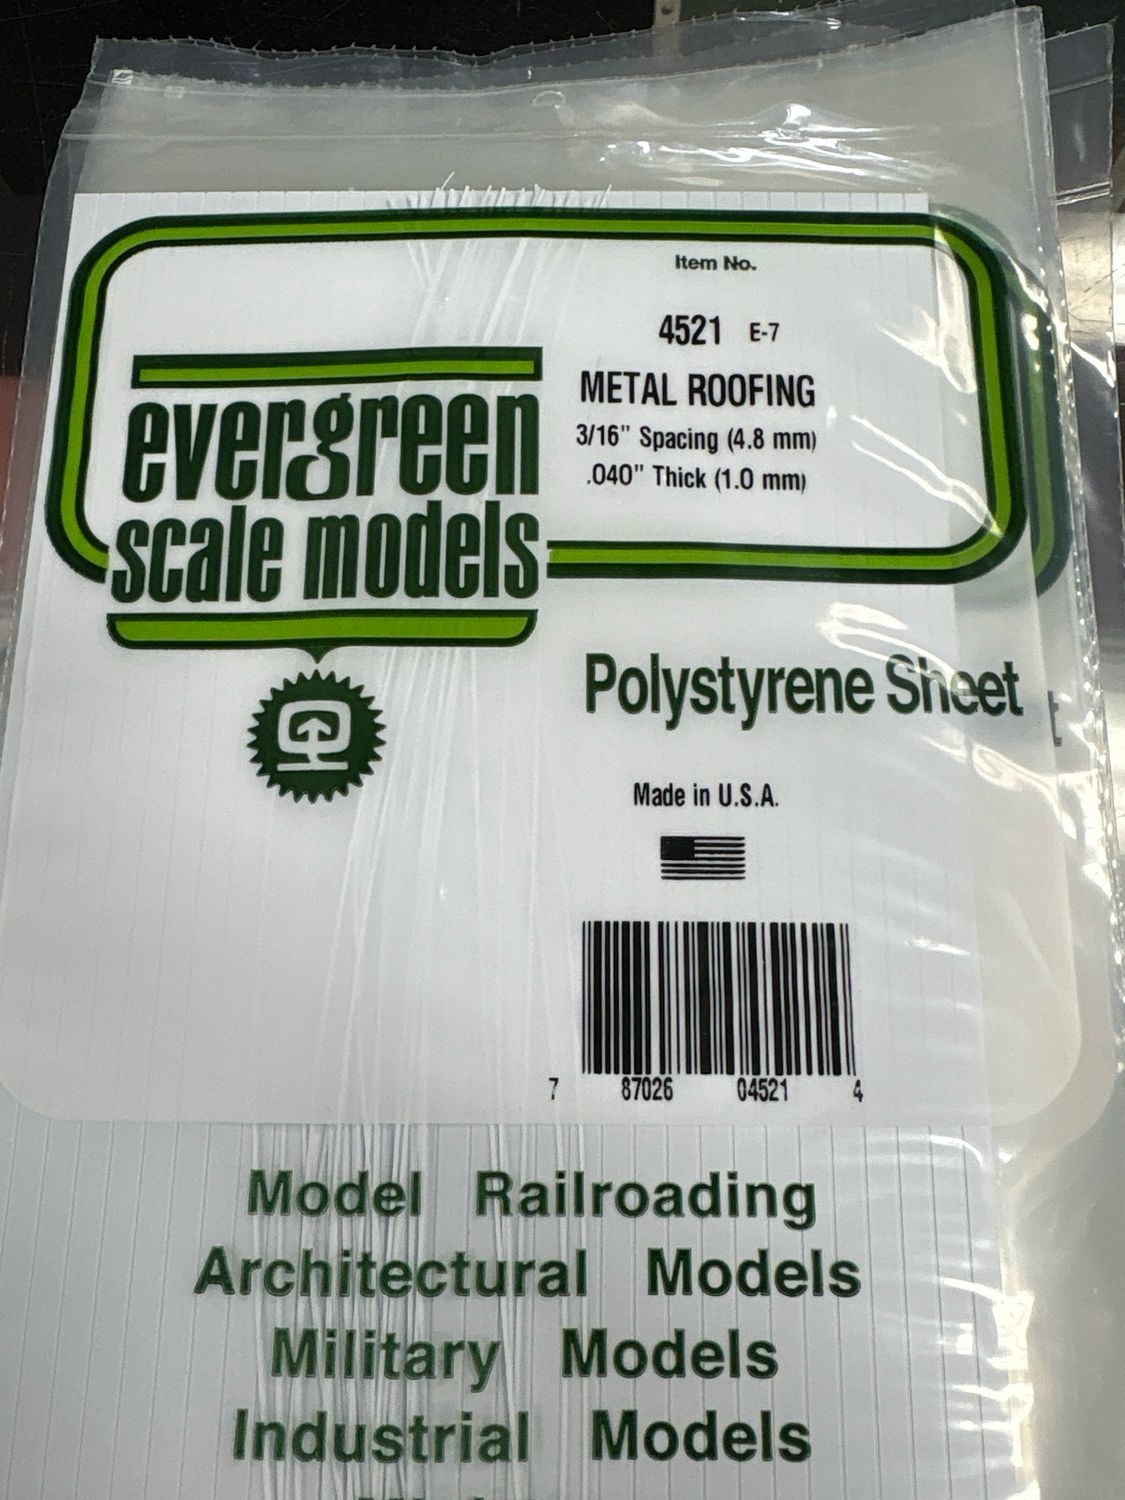 Item No.
4521 E-7
METAL ROOFING
3/16" Spacing (4.8 mm)
.040" Thick (1.0 mm)
evergreen
scale models
Polystyrene Sheet
t
Made in U.S.A.
7 87026 04521 4
Model Railroading
Architectural Models
Military Models
Industrial Models